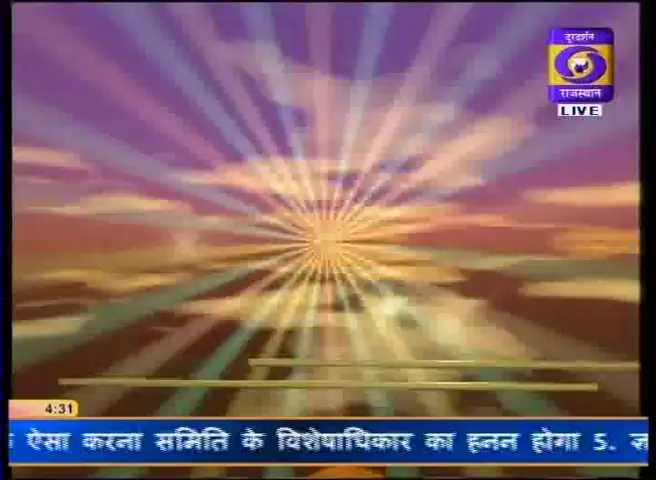 दूरदर्शन
राजस्थान
LIVE
4:31
ऐसा करना समिति के विशेषाधिकार का हनन होगा 5.